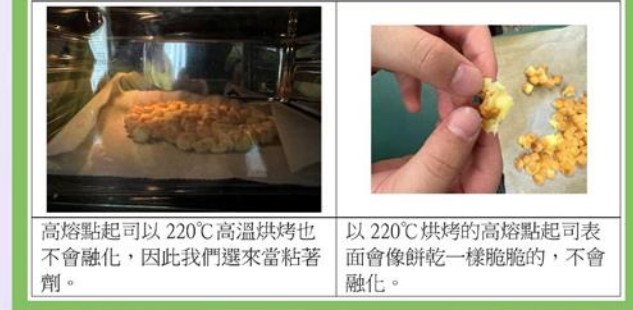 高熔點起司以 220℃高溫烘烤也
不會融化，因此我們選來當粘著
劑。
以 220℃烘烤的高熔點起司表
面會像餅乾一樣脆脆的，不會
融化。